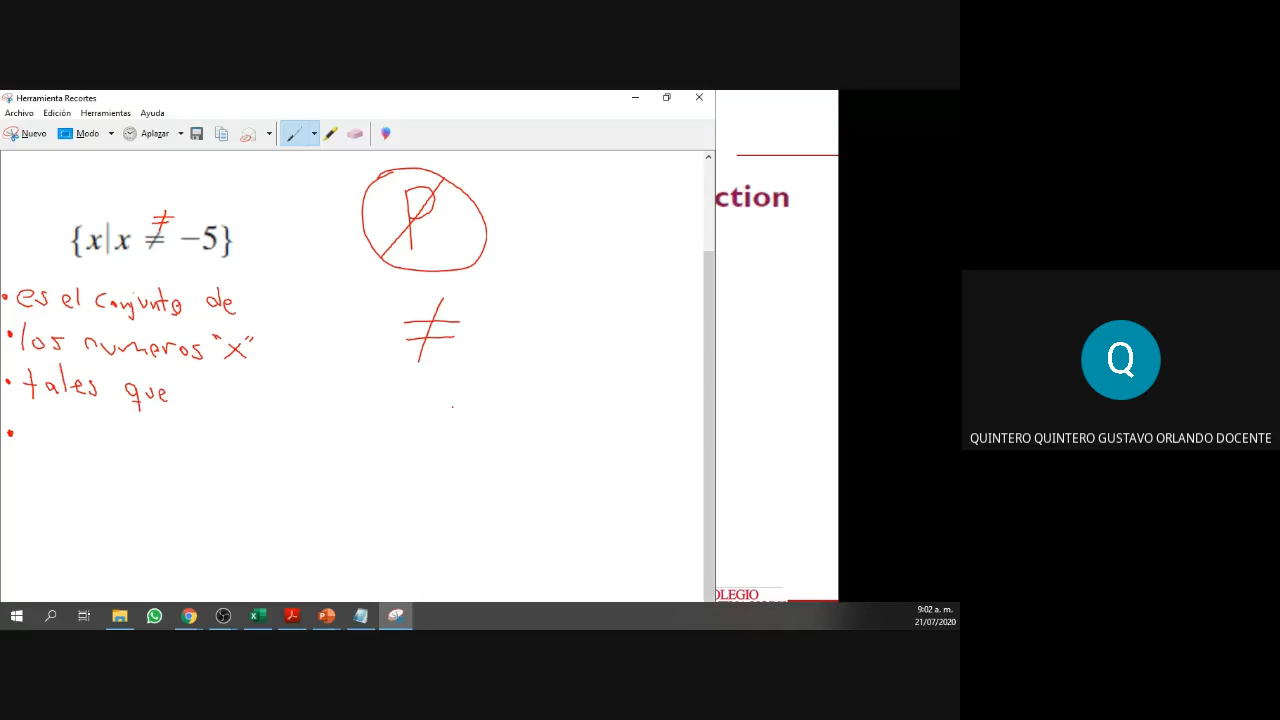 Herramienta Recortes
Archivo Edición Herramientas Ayuda
Nuevo Modo Aplazar
P
ction
≠
{x|x ≠ −5}
• es el conjunto de
• los numeros "x"
≠
• tales que
•
QUINTERO QUINTERO GUSTAVO ORLANDO DOCENTE
Q
OLEGIO
9:02 a. m.
21/07/2020